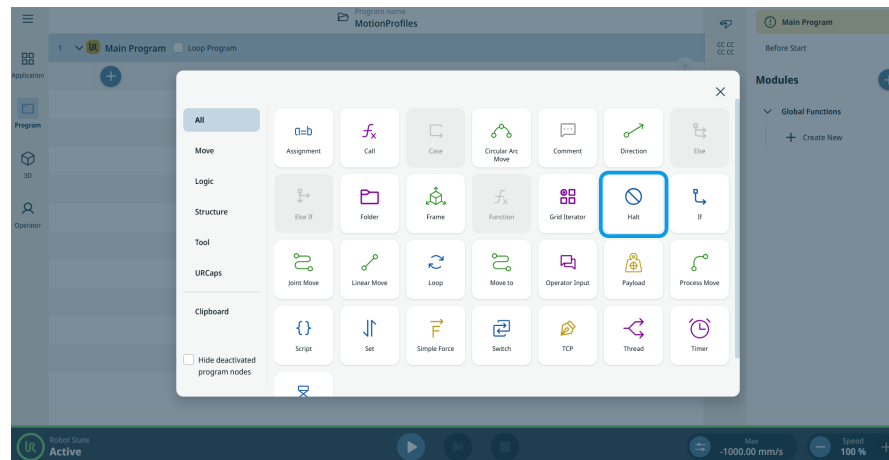 Program name
MotionProfiles
1 Main Program Loop Program
Application
Program
3D
Operator
All
Move
Logic
Structure
Tool
URCaps
Clipboard
Hide deactivated
program nodes
a=b
Assignment
fx
Call
Case
Circular Arc
Move
Comment
Direction
Else
Else If
Folder
Frame
fx
Function
Grid Iterator
Halt
If
Joint Move
Linear Move
Loop
Move to
Operator Input
Payload
Process Move
{}
Script
Set
F
Simple Force
Switch
TCP
Thread
Timer
CC CC
CC CC
Main Program
Before Start
Modules
Global Functions
Create New
Robot State
Active
Max
-1000.00 mm/s
Speed
100 %